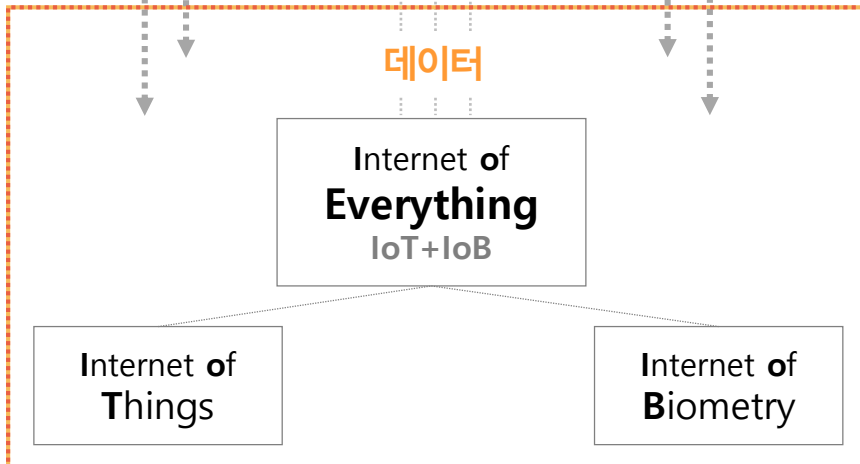 데이터
Internet of
Everything
IoT+IoB
Internet of
Things
Internet of
Biometry